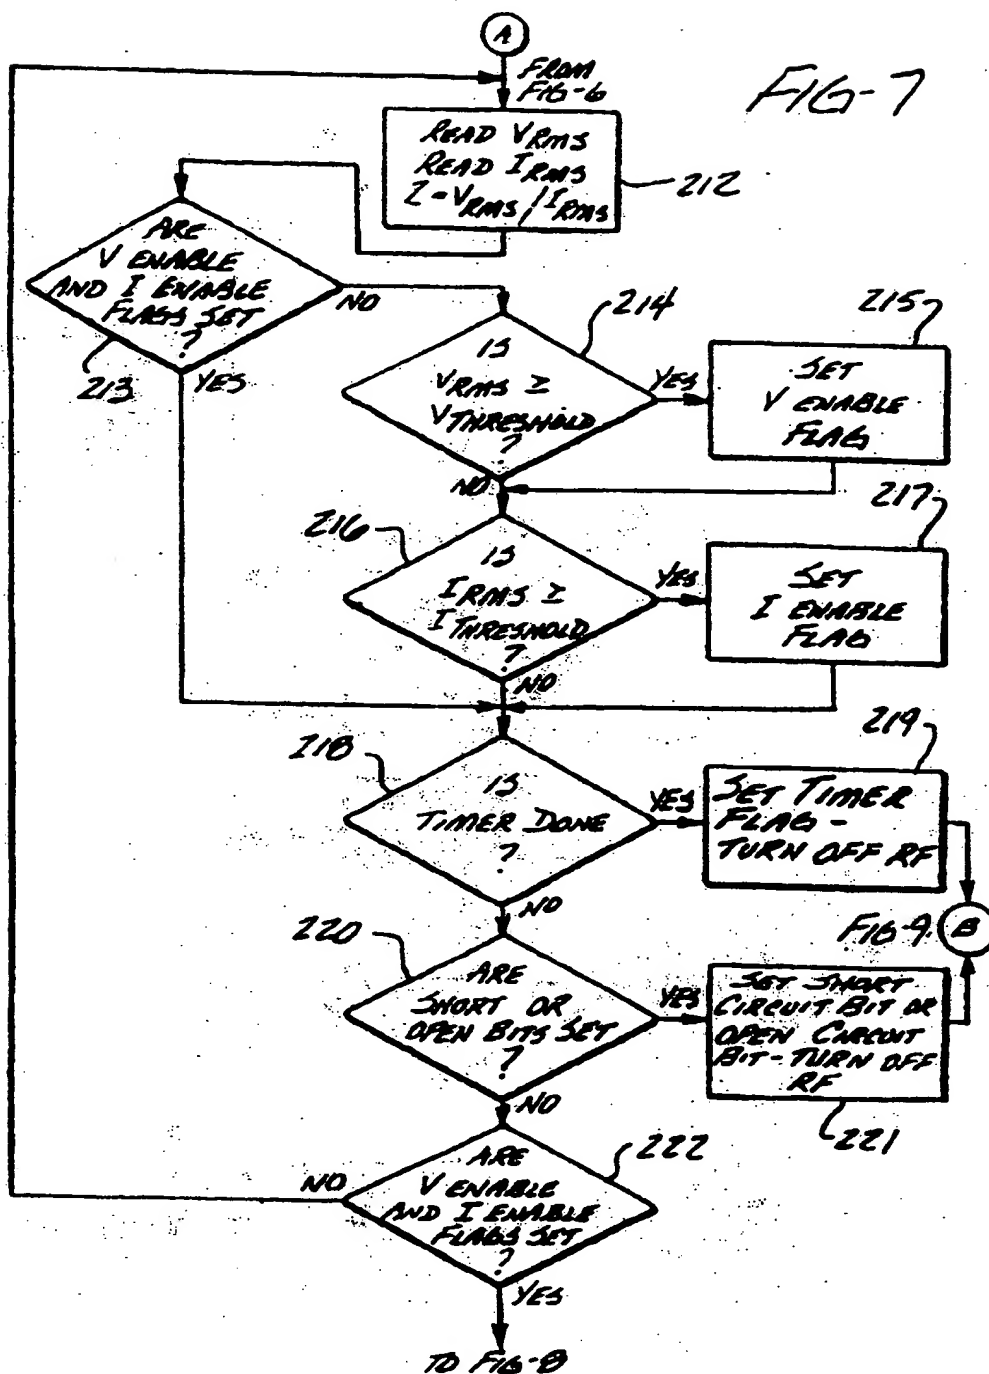 A
FROM
FIG-6
FIG-7
READ VRMS
READ IRMS
Z=VRMS/IRMS
212
ARE
V ENABLE
AND I ENABLE
FLAGS SET
?
213
NO
YES
214
IS
VRMS ≥
VTHRESHOLD
?
YES
NO
215
SET
V ENABLE
FLAG
216
IS
IRMS ≥
ITHRESHOLD
?
YES
NO
217
SET
I ENABLE
FLAG
218
IS
TIMER DONE
?
YES
NO
219
SET TIMER
FLAG -
TURN OFF RF
FIG-9
B
220
ARE
SHORT OR
OPEN BITS SET
?
YES
NO
SET SHORT
CIRCUIT BIT OR
OPEN CIRCUIT
BIT - TURN OFF
RF
221
222
ARE
V ENABLE
AND I ENABLE
FLAGS SET
?
NO
YES
TO FIG-8